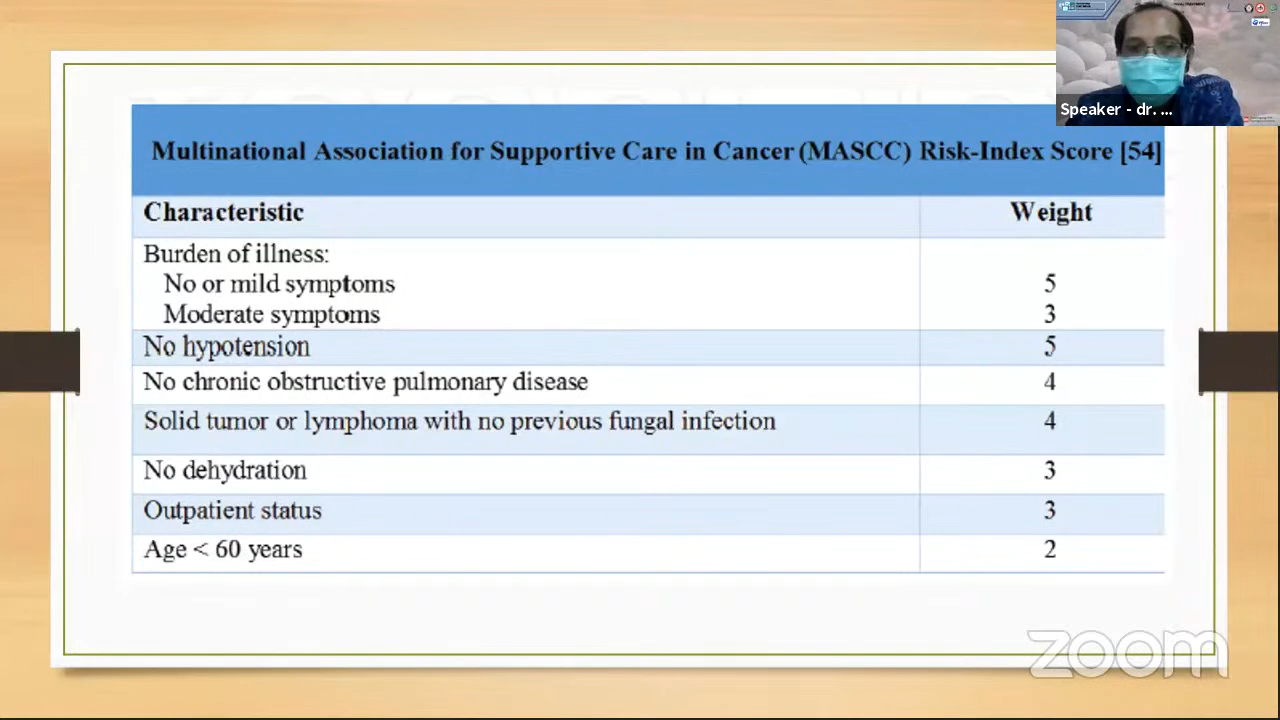 Speaker - dr. ...
Multinational Association for Supportive Care in Cancer (MASCC) Risk-Index Score [54]
Characteristic Weight
Burden of illness:
No or mild symptoms 5
Moderate symptoms 3
No hypotension 5
No chronic obstructive pulmonary disease 4
Solid tumor or lymphoma with no previous fungal infection 4
No dehydration 3
Outpatient status 3
Age < 60 years 2
zoom